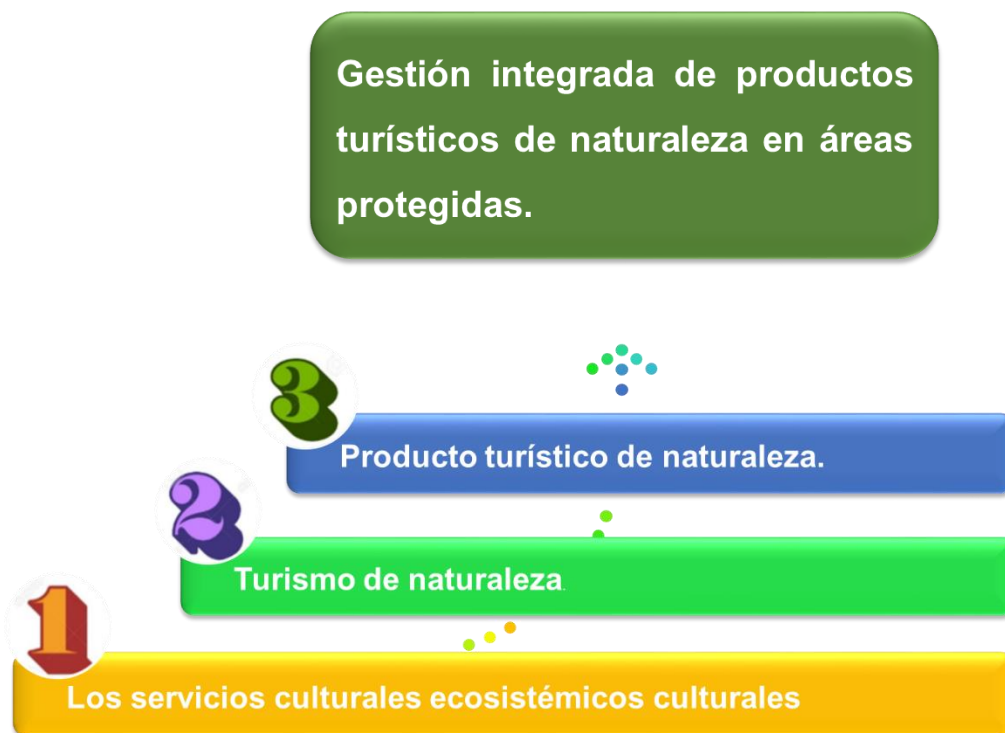 Gestión integrada de productos
turísticos de naturaleza en áreas
protegidas.
3
Producto turístico de naturaleza.
2
Turismo de naturaleza.
1
Los servicios culturales ecosistémicos culturales